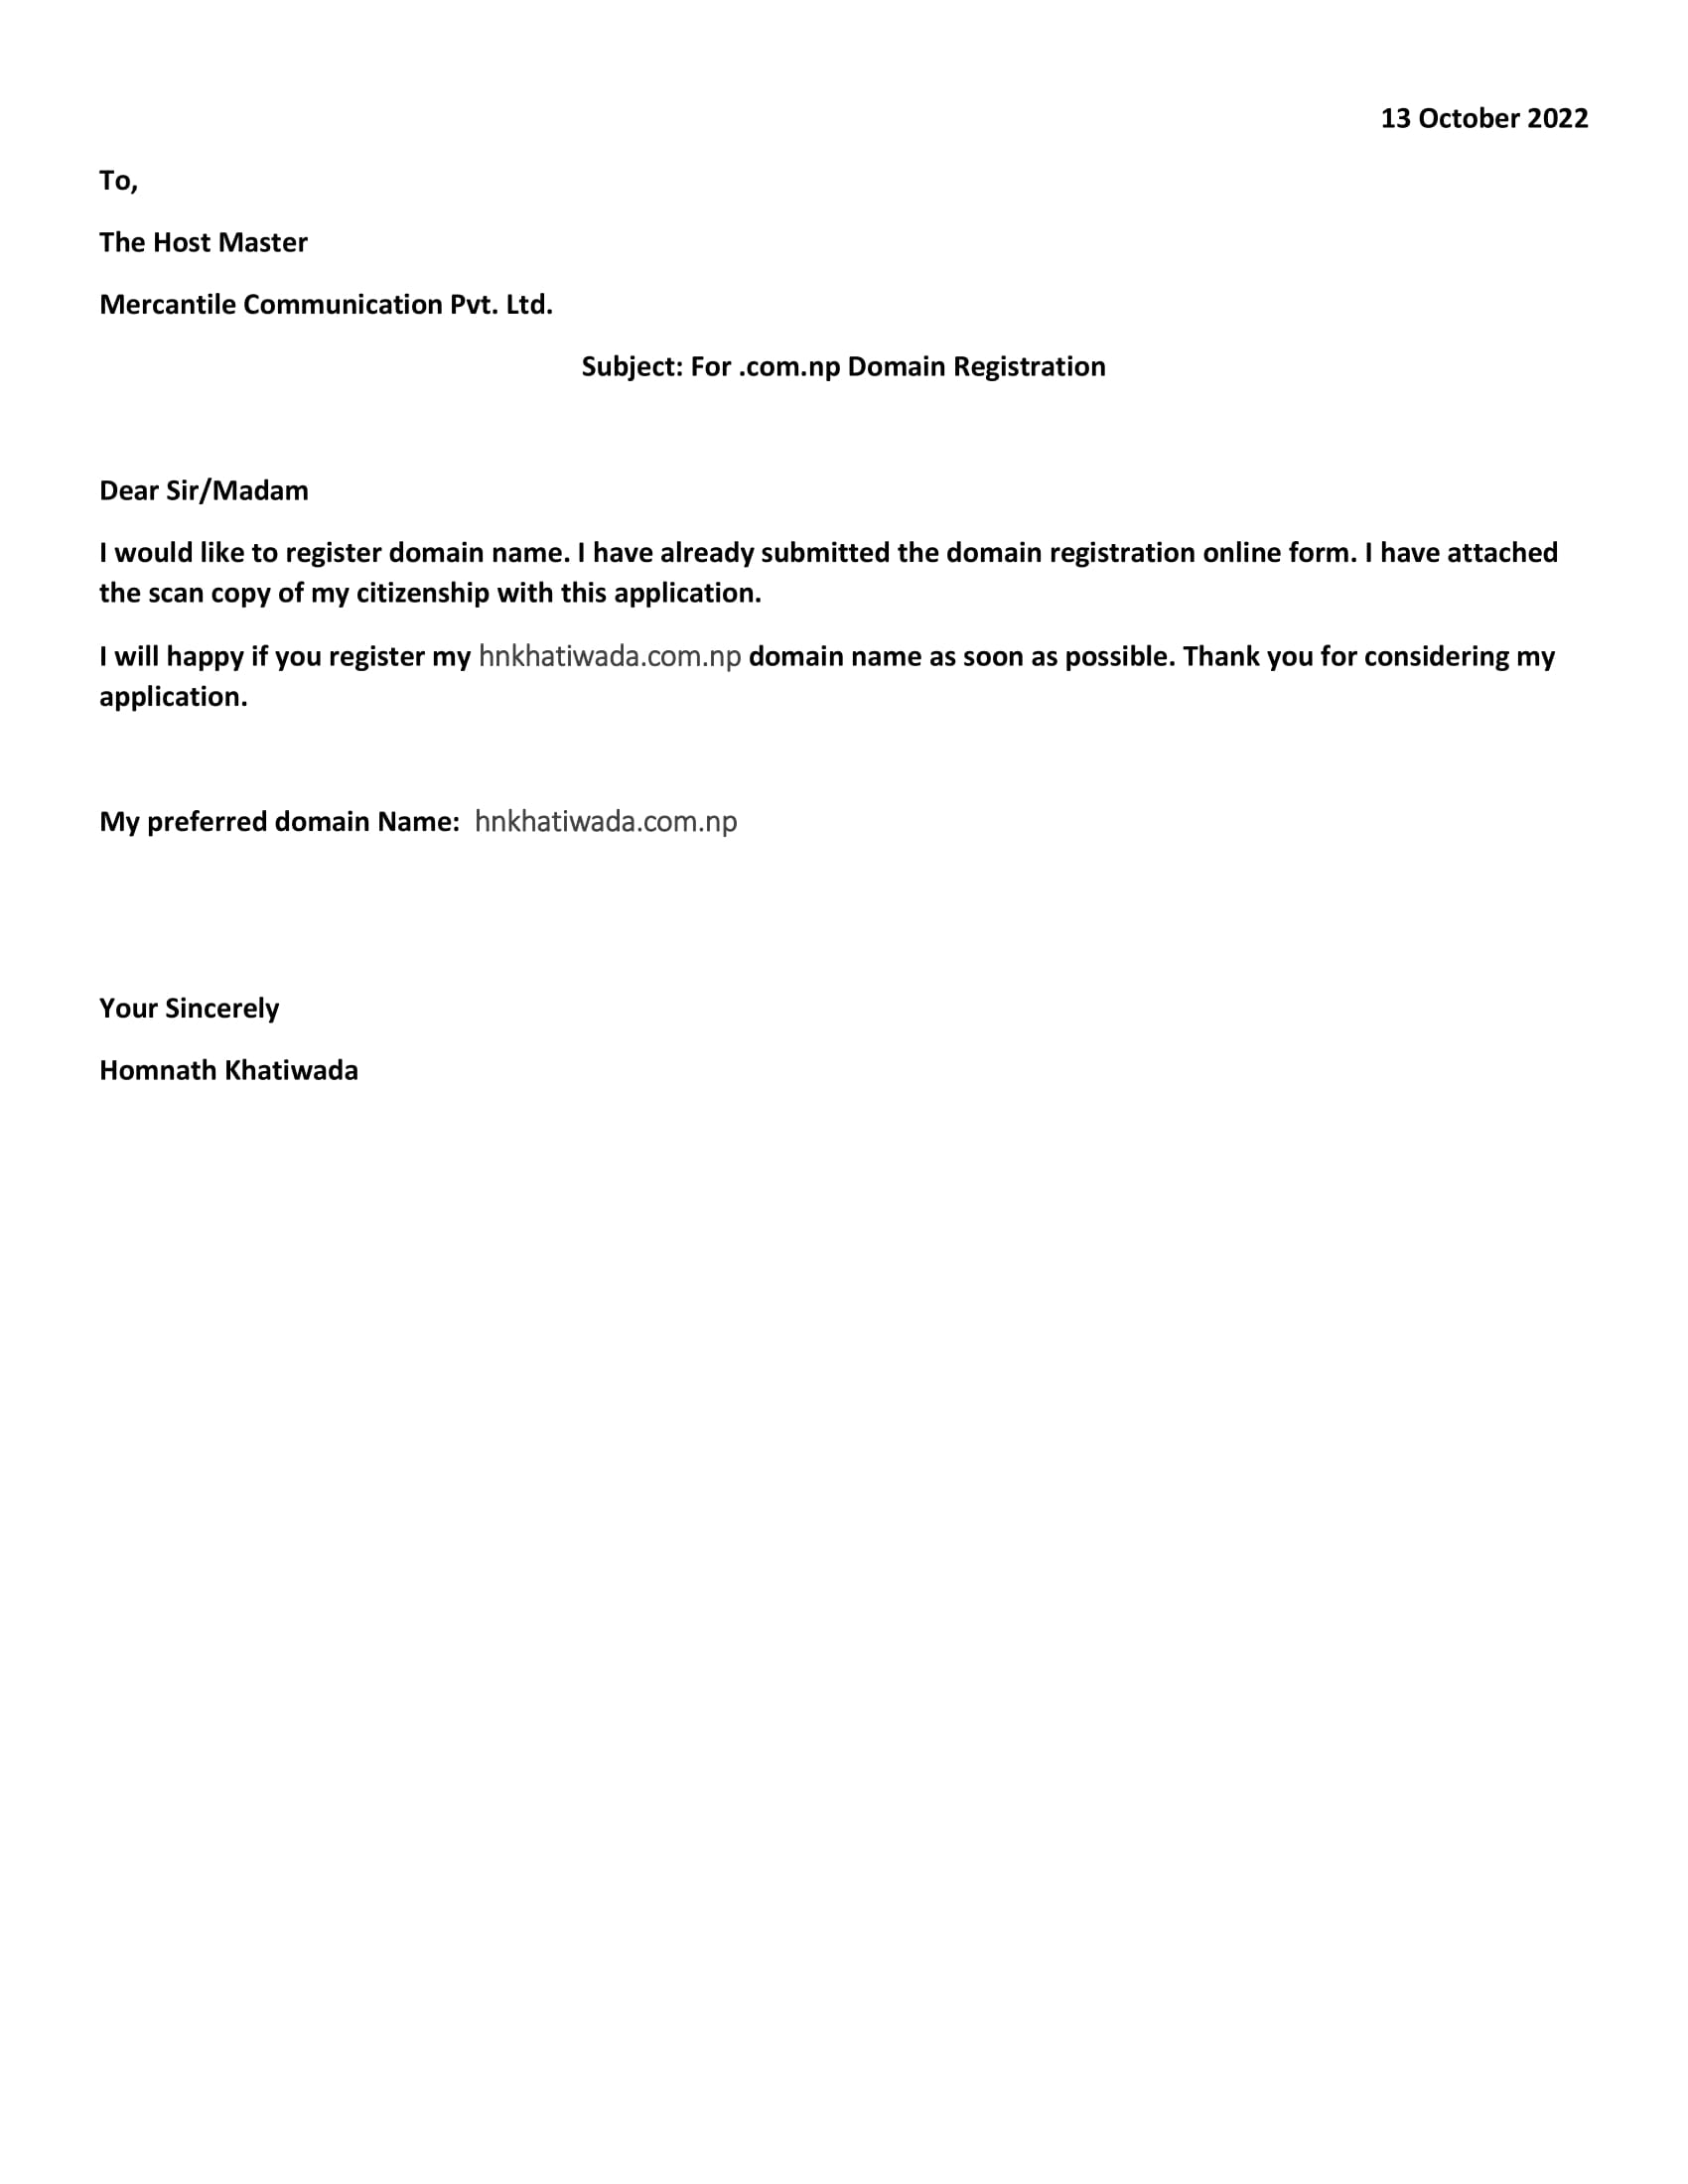 13 October 2022
To,
The Host Master
Mercantile Communication Pvt. Ltd.
Subject: For .com.np Domain Registration
Dear Sir/Madam
I would like to register domain name. I have already submitted the domain registration online form. I have attached
the scan copy of my citizenship with this application.
I will happy if you register my hnkhatiwada.com.np domain name as soon as possible. Thank you for considering my
application.
My preferred domain Name:  hnkhatiwada.com.np
Your Sincerely
Homnath Khatiwada